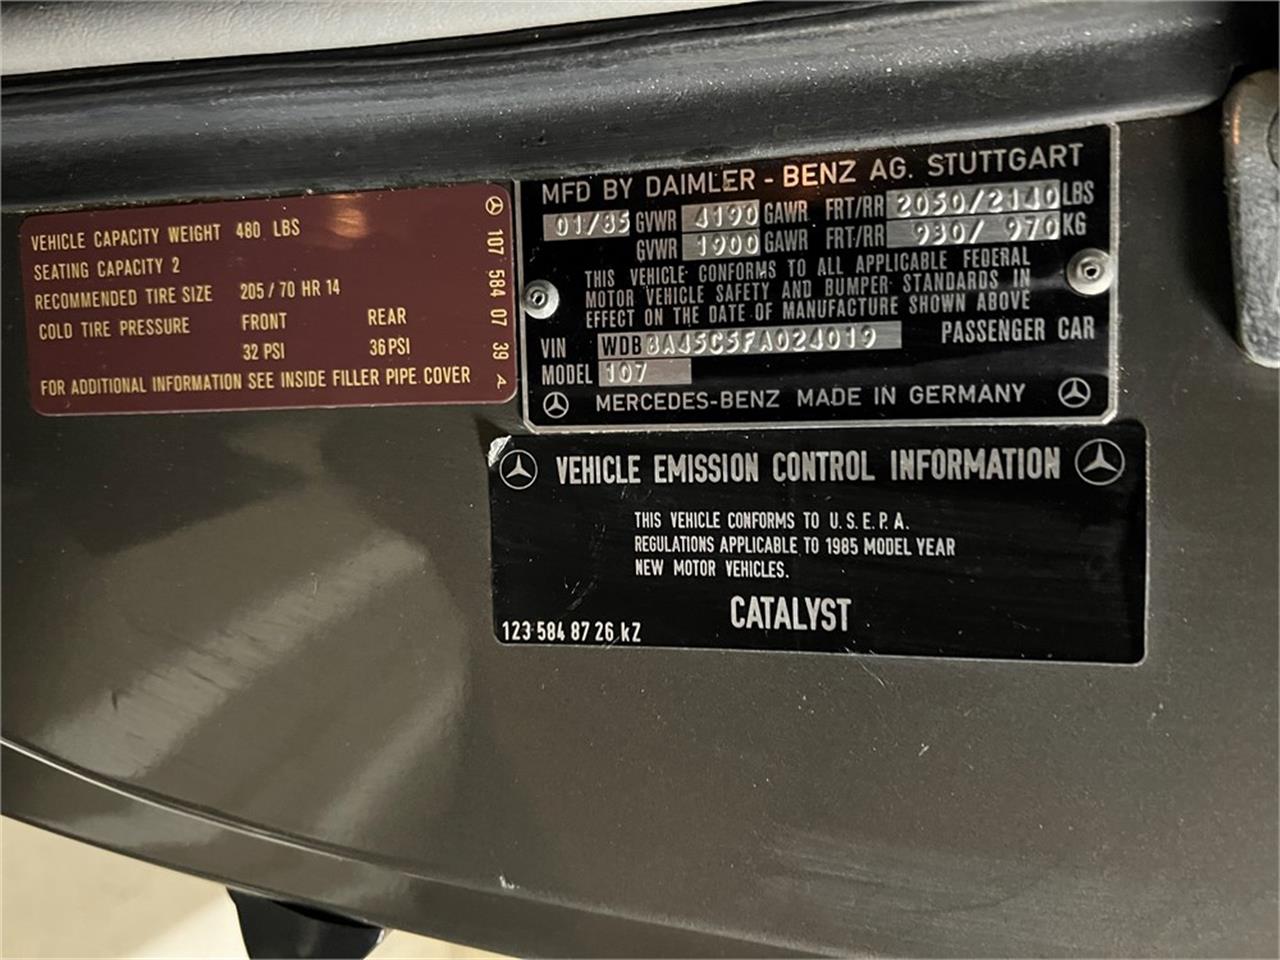 VEHICLE CAPACITY WEIGHT 480 LBS
SEATING CAPACITY 2
RECOMMENDED TIRE SIZE 205 / 70 HR 14
COLD TIRE PRESSURE FRONT REAR
32 PSI 36 PSI
FOR ADDITIONAL INFORMATION SEE INSIDE FILLER PIPE COVER
107 584 07 39 A
MFD BY DAIMLER - BENZ AG. STUTTGART
01/85 GVWR 4190 GAWR FRT/RR 2050/2140 LBS
GVWR 1900 GAWR FRT/RR 930/ 970 KG
THIS VEHICLE CONFORMS TO ALL APPLICABLE FEDERAL
MOTOR VEHICLE SAFETY AND BUMPER STANDARDS IN
EFFECT ON THE DATE OF MANUFACTURE SHOWN ABOVE
VIN WDBBA45C5FA024019 PASSENGER CAR
MODEL 107
MERCEDES-BENZ MADE IN GERMANY
VEHICLE EMISSION CONTROL INFORMATION
THIS VEHICLE CONFORMS TO U.S.E.P.A.
REGULATIONS APPLICABLE TO 1985 MODEL YEAR
NEW MOTOR VEHICLES.
CATALYST
123 584 87 26 kZ